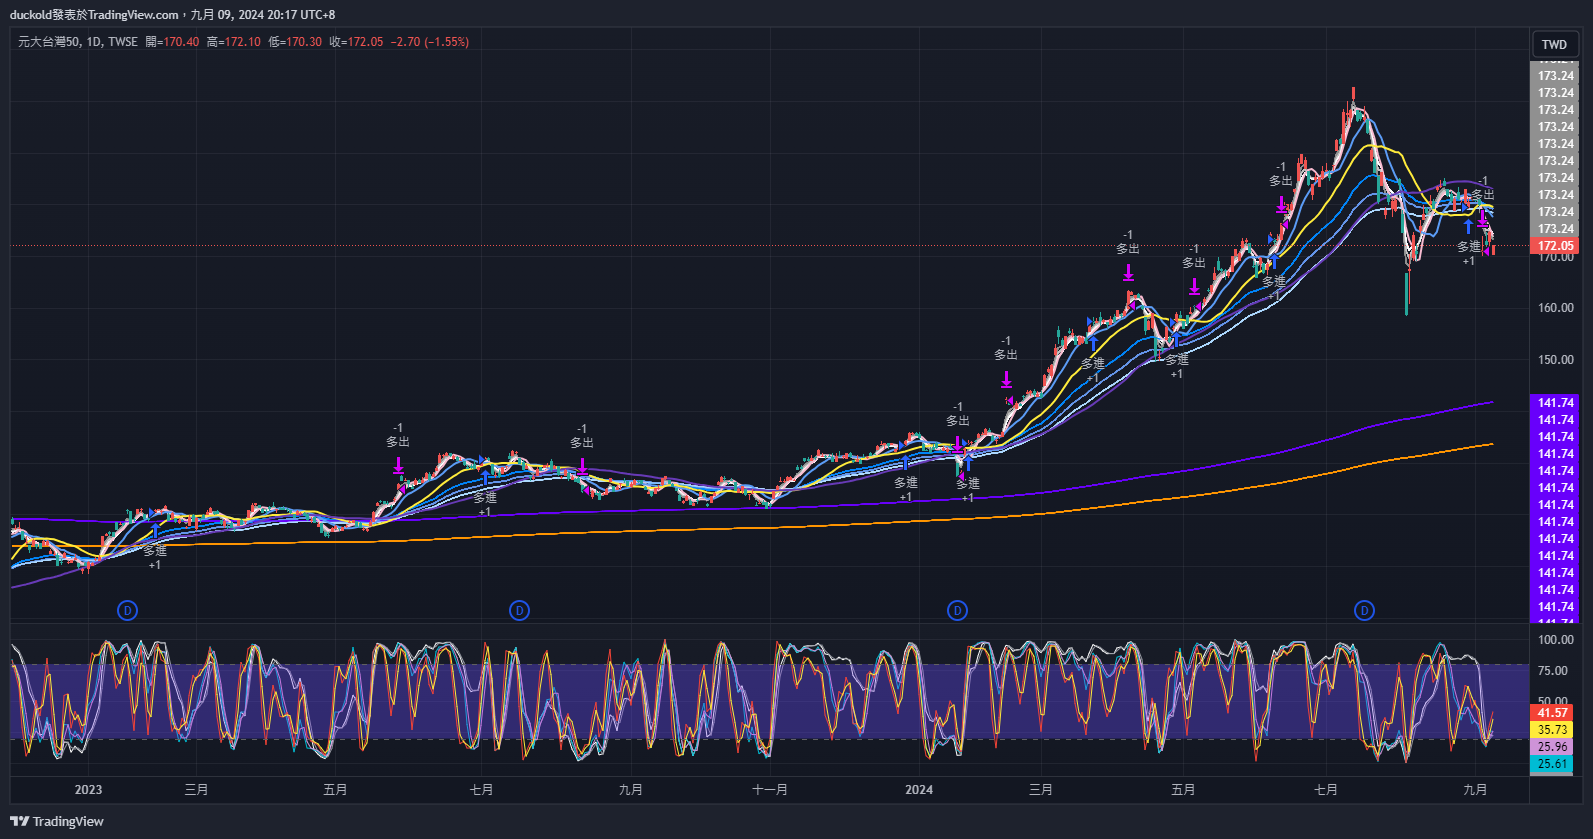 duckold發表於TradingView.com，九月 09, 2024 20:17 UTC+8
元大台灣50, 1D, TWSE 開=170.40 高=172.10 低=170.30 收=172.05 −2.70 (−1.55%)
TWD
173.24
173.24
173.24
173.24
173.24
173.24
173.24
173.24
173.24
173.24
172.05
170.00
160.00
150.00
141.74
141.74
141.74
141.74
141.74
141.74
141.74
141.74
141.74
141.74
141.74
141.74
141.74
-1
多出
-1
多出
-1
多出
-1
多出
-1
多出
-1
多出
-1
多出
-1
多出
多進
+1
多進
+1
多進
+1
多進
+1
多進
+1
多進
+1
多進
+1
多進
+1
D
D
D
D
100.00
75.00
50.00
41.57
35.73
25.96
25.61
2023 三月 五月 七月 九月 十一月 2024 三月 五月 七月 九月
TradingView